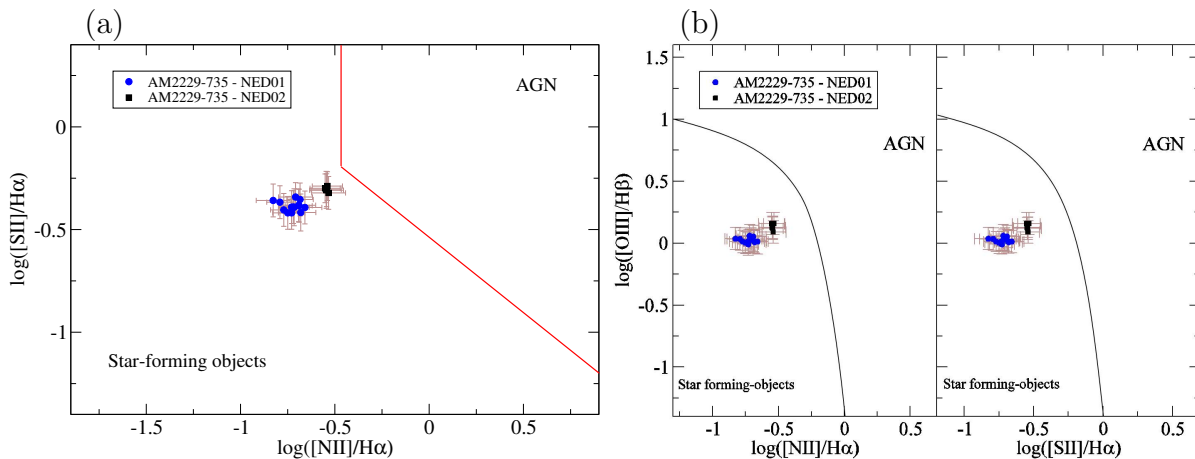 (a)
AM2229-735 - NED01
AM2229-735 - NED02
AGN
0
-0.5
-1
log([SII]/Hα)
Star-forming objects
-1.5 -1 -0.5 0 0.5
log([NII]/Hα)
(b)
AM2229-735 - NED01
AM2229-735 - NED02
AGN
AGN
1.5
1
0.5
0
-0.5
-1
log([OIII]/Hβ
Star forming-objects
Star forming-objects
-1 -0.5 0 0.5
-1 -0.5 0 0.5
log([NII]/Hα)
log([SII]/Hα)